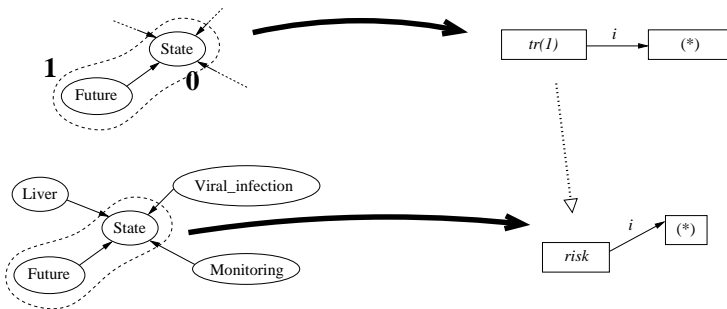 State
1
0
Future
tr(1)
i
(*)
Liver
Viral_infection
State
Future
Monitoring
risk
i
(*)